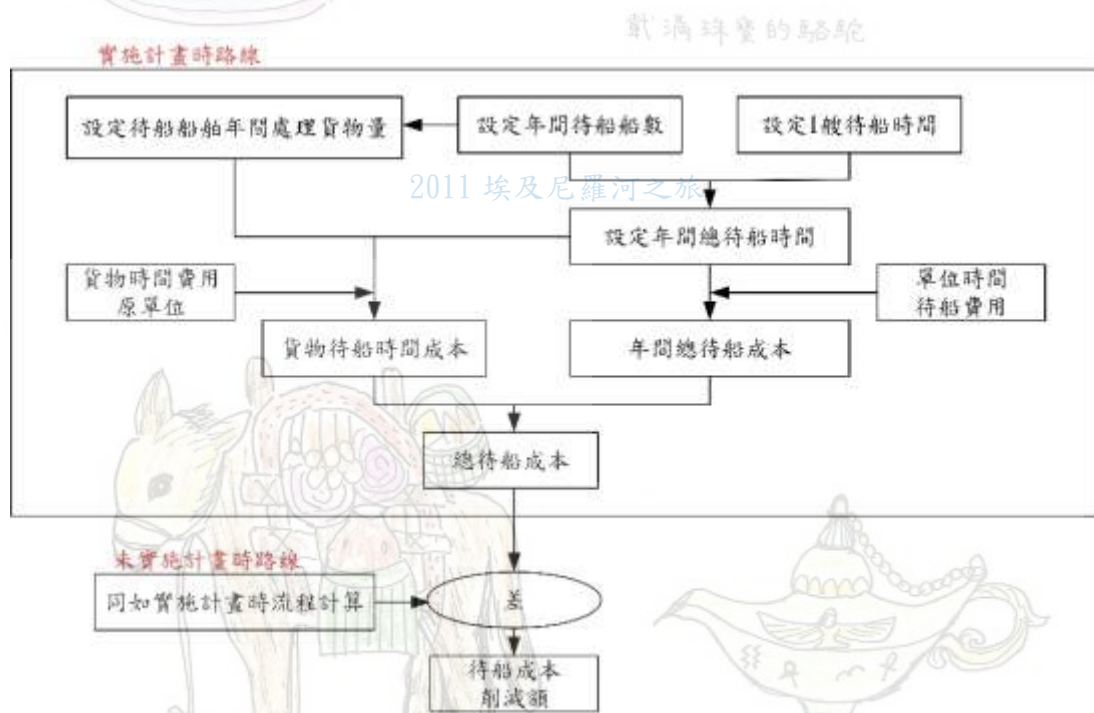 戴滿珠寶的駱駝
實施計畫時路線
設定待船船舶年間處理貨物量
設定年間待船船數
設定1艘待船時間
2011 埃及尼羅河之旅
設定年間總待船時間
貨物時間費用
原單位
單位時間
待船費用
貨物待船時間成本
年間總待船成本
總待船成本
未實施計畫時路線
同如實施計畫時流程計算
差
待船成本
削減額